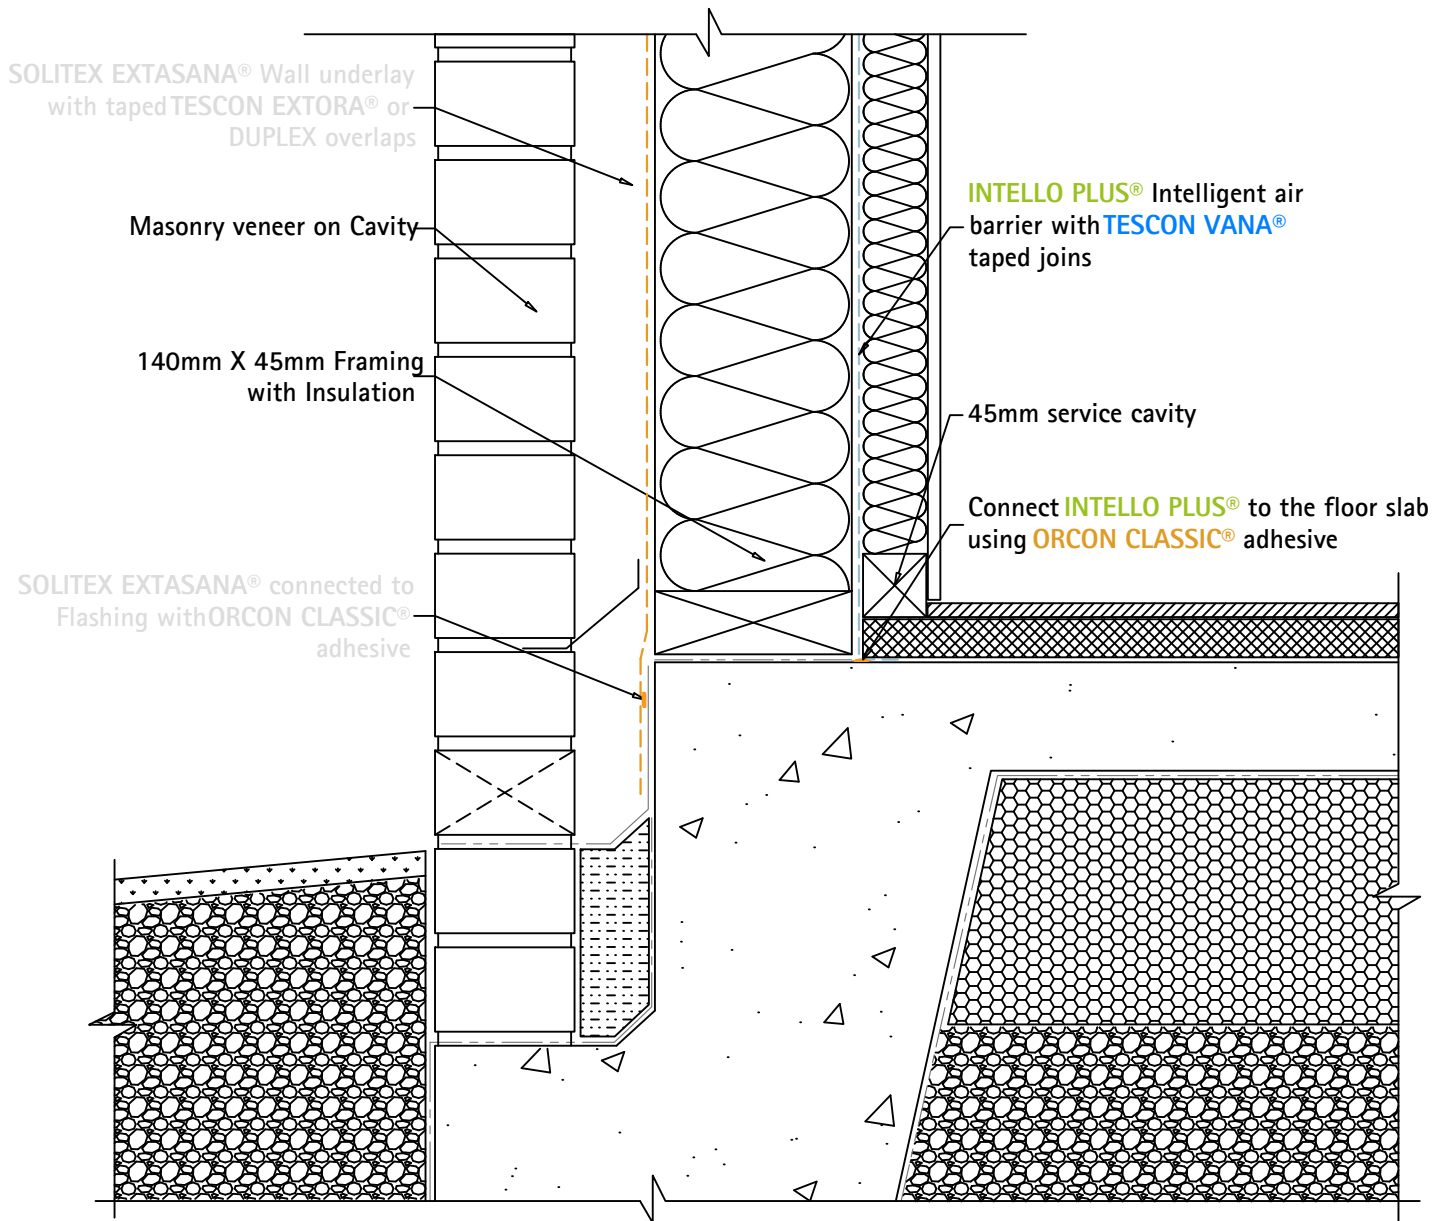 SOLITEX EXTASANA® Wall underlay
with taped TESCON EXTORA® or
DUPLEX overlaps
Masonry veneer on Cavity
140mm X 45mm Framing
with Insulation
SOLITEX EXTASANA® connected to
Flashing with ORCON CLASSIC®
adhesive
INTELLO PLUS® Intelligent air
barrier with TESCON VANA®
taped joins
45mm service cavity
Connect INTELLO PLUS® to the floor slab
using ORCON CLASSIC® adhesive